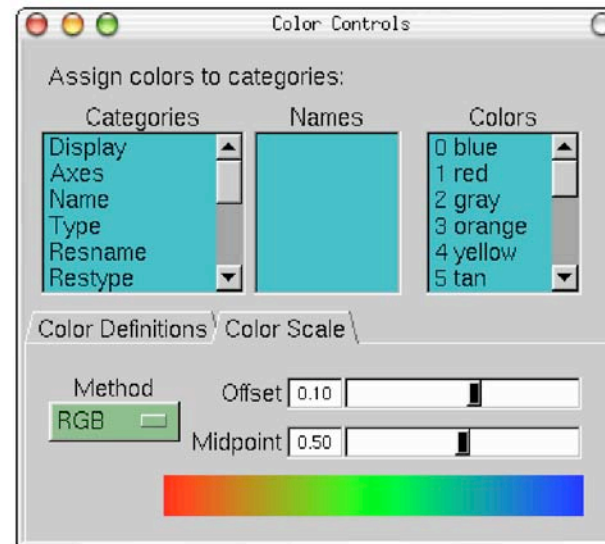 Color Controls
Assign colors to categories:
Categories Names Colors
Display 0 blue
Axes 1 red
Name 2 gray
Type 3 orange
Resname 4 yellow
Restype 5 tan
Color Definitions Color Scale
Method
RGB
Offset 0.10
Midpoint 0.50